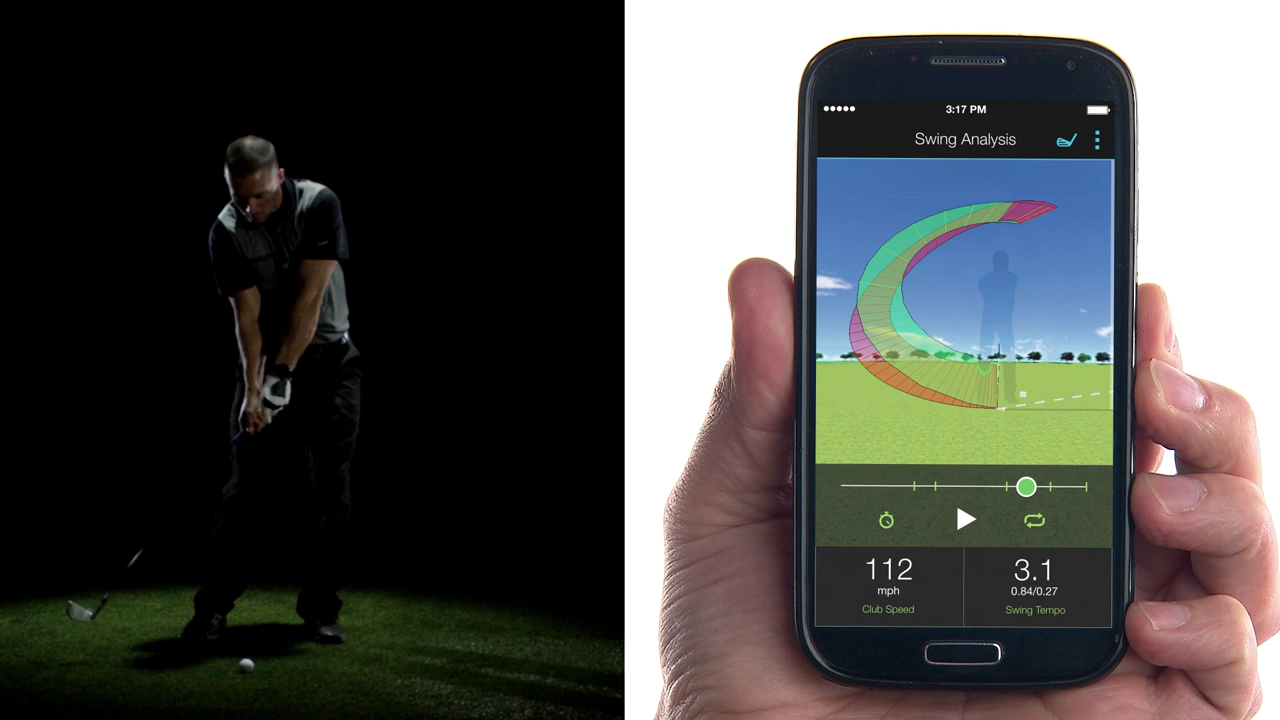 3:17 PM
Swing Analysis
112
mph
Club Speed
3.1
0.84/0.27
Swing Tempo